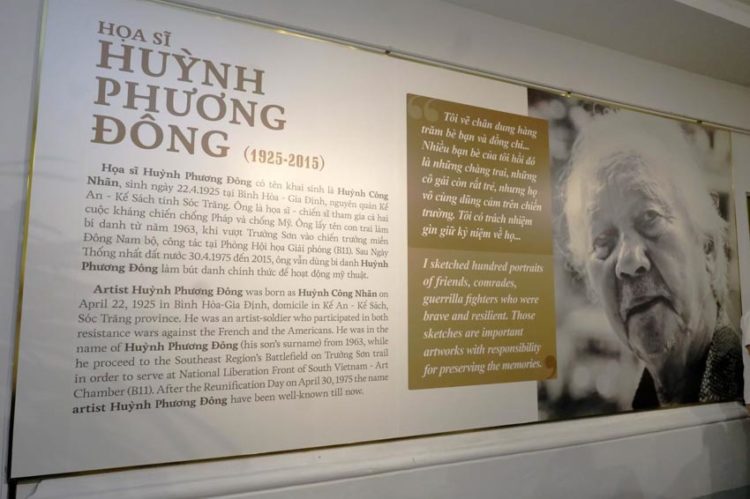 HỌA SĨ
HUỲNH
PHƯƠNG
ĐÔNG (1925-2015)
Họa sĩ Huỳnh Phương Đông có tên khai sinh là Huỳnh Công
Nhãn, sinh ngày 22.4.1925 tại Bình Hòa - Gia Định, nguyên quán Kế
An - Kế Sách tỉnh Sóc Trăng. Ông là họa sĩ - chiến sĩ tham gia cả hai
cuộc kháng chiến chống Pháp và chống Mỹ. Ông lấy tên con trai làm
bí danh từ năm 1963, khi vượt Trường Sơn vào chiến trường miền
Đông Nam bộ, công tác tại Phòng Hội họa Giải phóng (B11). Sau Ngày
Thống nhất đất nước 30.4.1975 đến 2015, ông vẫn dùng bí danh Huỳnh
Phương Đông làm bút danh chính thức để hoạt động mỹ thuật.
Artist Huỳnh Phương Đông was born as Huỳnh Công Nhãn on
April 22, 1925 in Bình Hòa-Gia Định, domicile in Kế An - Kế Sách,
Sóc Trăng province. He was an artist-soldier who participated in both
resistance wars against the French and the Americans. He was in the
name of Huỳnh Phương Đông (his son's surname) from 1963, while
he proceed to the Southeast Region's Battlefield on Trường Sơn trail
in order to serve at National Liberation Front of South Vietnam - Art
Chamber (B11). After the Reunification Day on April 30, 1975 the name
artist Huỳnh Phương Đông have been well-known till now.
“
Tôi vẽ chân dung hàng
trăm bè bạn và đồng chí...
Nhiều bạn bè của tôi hồi đó
là những chàng trai, những
cô gái còn rất trẻ, nhưng họ
vô cùng dũng cảm trên chiến
trường. Tôi có trách nhiệm
gìn giữ kỷ niệm về họ...
I sketched hundred portraits
of friends, comrades,
guerrilla fighters who were
brave and resilient. Those
sketches are important
artworks with responsibility
for preserving the memories.
”